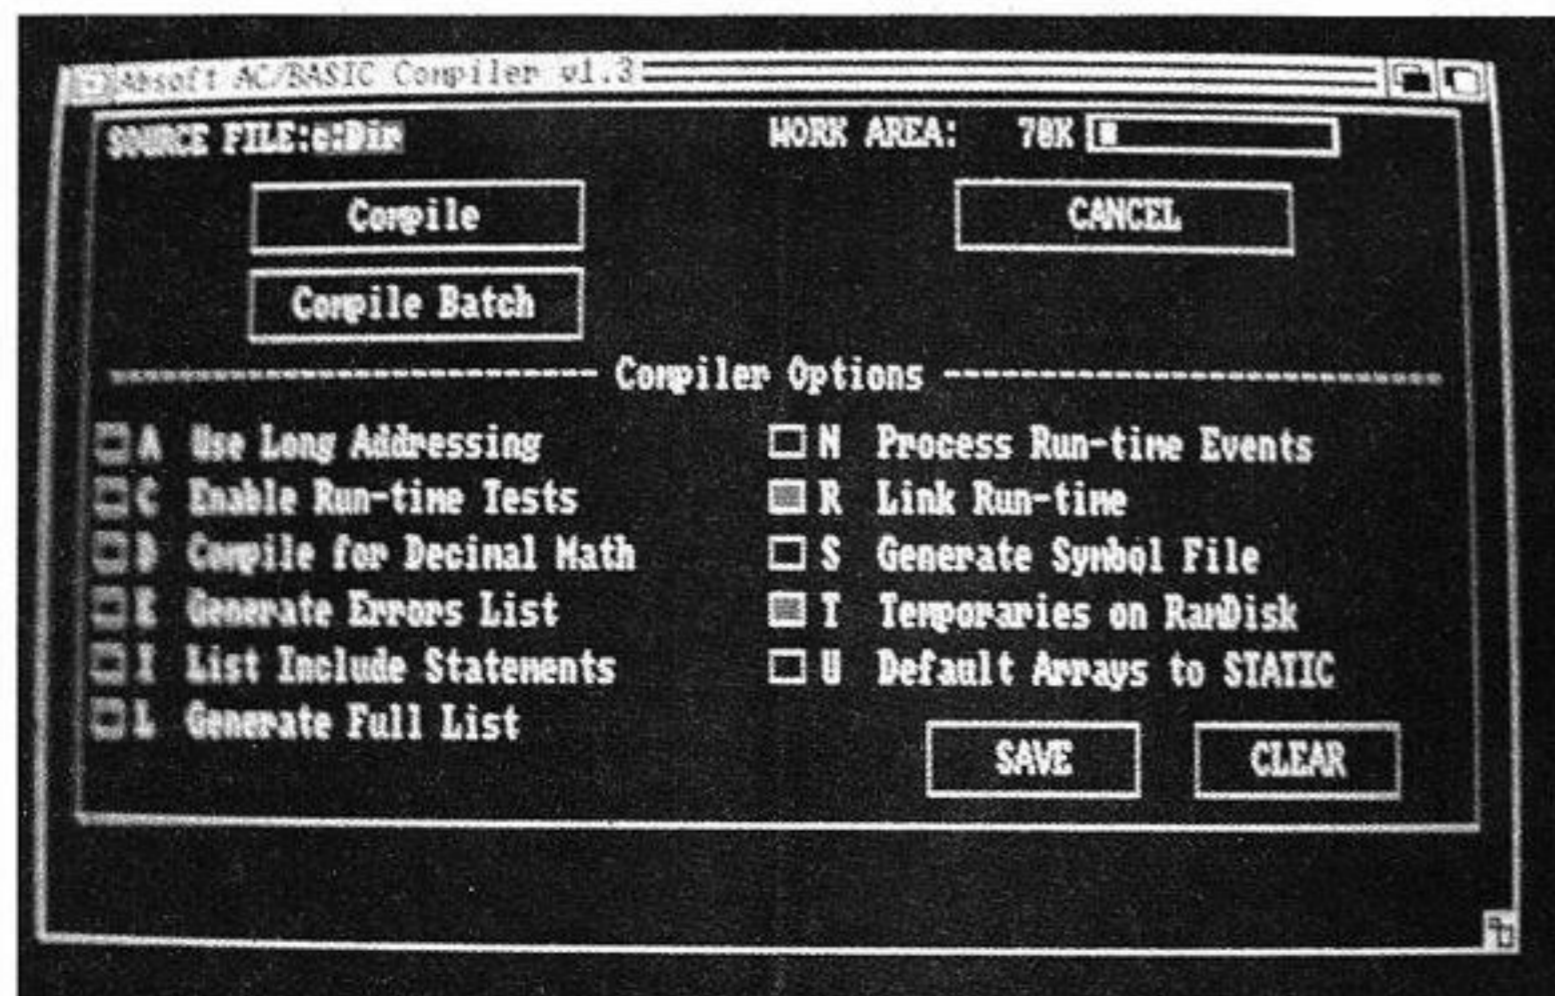 Absoft AC/BASIC Compiler v1.3
SOURCE FILE:c:Dir WORK AREA: 70K
Compile CANCEL
Compile Batch
Compiler Options
A Use Long Addressing N Process Run-time Events
C Enable Run-time Tests R Link Run-time
D Compile for Decimal Math S Generate Symbol File
E Generate Errors List T Temporaries on RamDisk
I List Include Statements U Default Arrays to STATIC
L Generate Full List
SAVE CLEAR